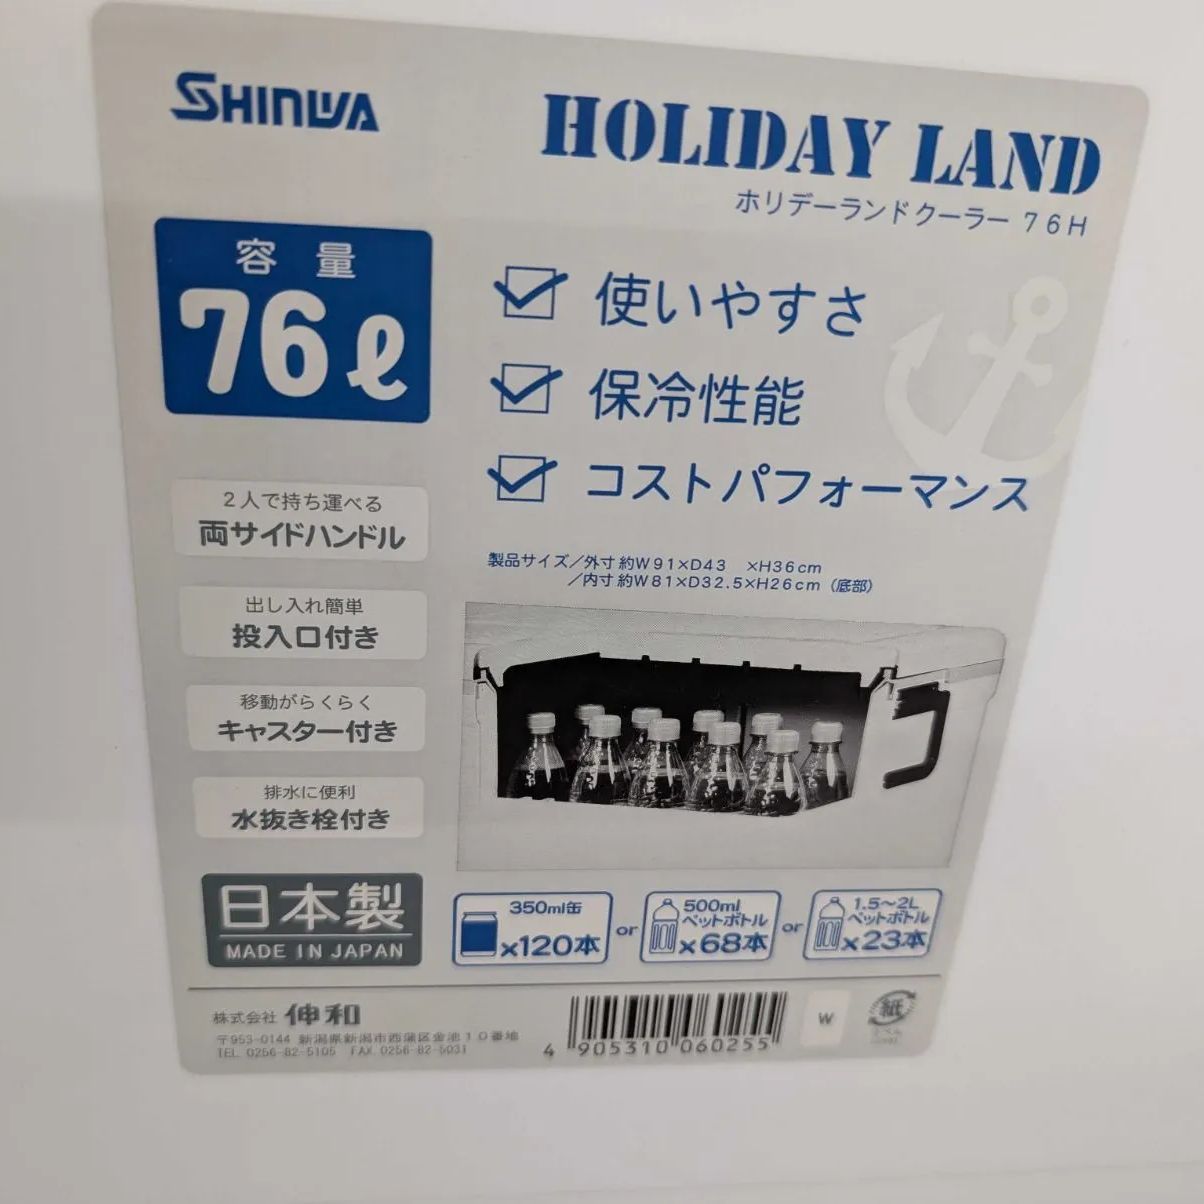 SHINWA
HOLIDAY LAND
ホリデーランドクーラー 76H
容量
76ℓ
使いやすさ
保冷性能
コストパフォーマンス
2人で持ち運べる
両サイドハンドル
出し入れ簡単
投入口付き
移動がらくらく
キャスター付き
排水に便利
水抜き栓付き
製品サイズ/外寸 約W91×D43 ×H36cm
/内寸 約W81×D32.5×H26cm (底部)
日本製
MADE IN JAPAN
350ml缶
×120本
or
500ml
ペットボトル
×68本
or
1.5〜2L
ペットボトル
×23本
株式会社 伸和
〒953-0144 新潟県新潟市西蒲区金池10番地
TEL 0256-82-5105 FAX 0256-82-5031
4 905310 060255
W
紙